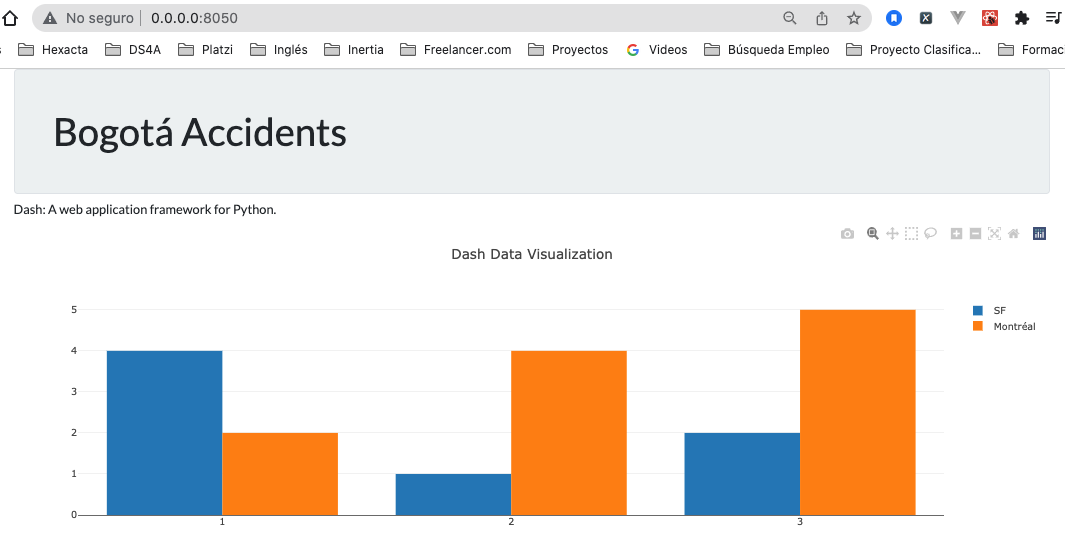 No seguro 0.0.0.0:8050
Hexacta DS4A Platzi Inglés Inertia Freelancer.com Proyectos Videos Búsqueda Empleo Proyecto Clasifica...
Bogotá Accidents
Dash: A web application framework for Python.
Dash Data Visualization
5
4
3
2
1
0
1 2 3
SF
Montréal